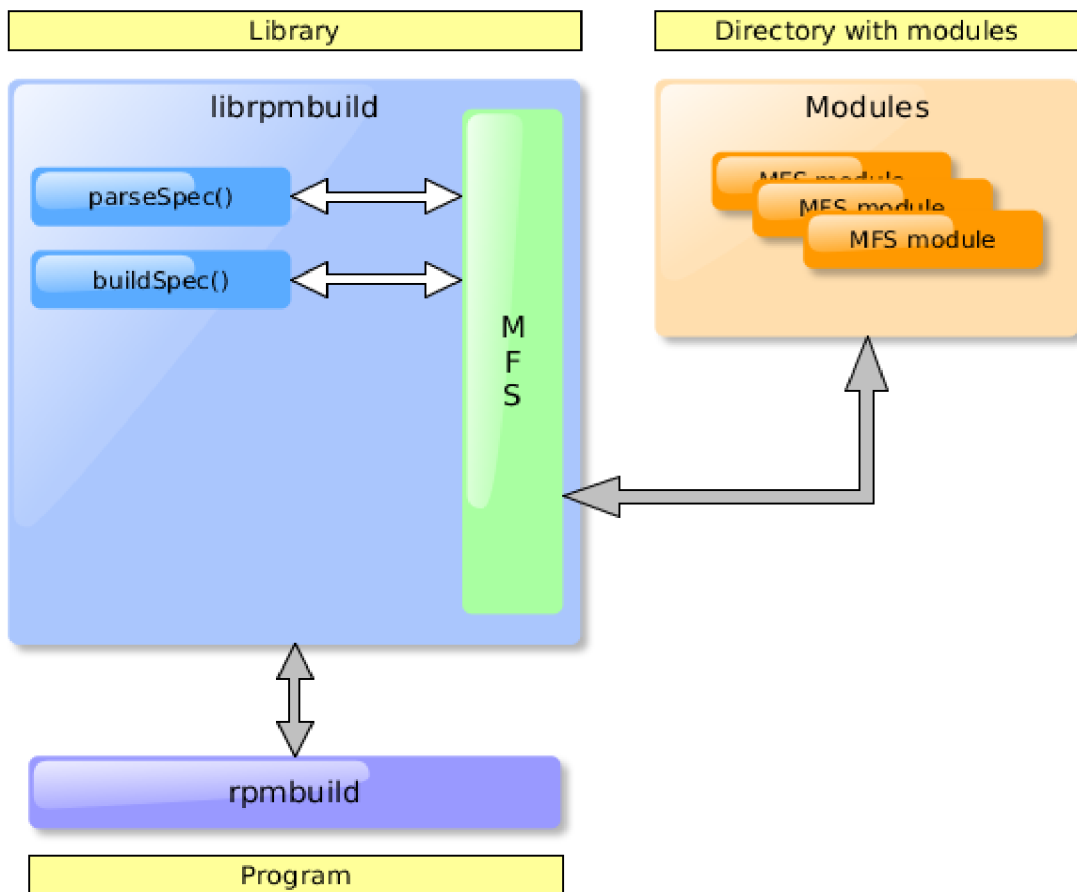 Library
Directory with modules
librpmbuild
Modules
parseSpec()
MFS module
MFS module
MFS module
buildSpec()
M
F
S
rpmbuild
Program